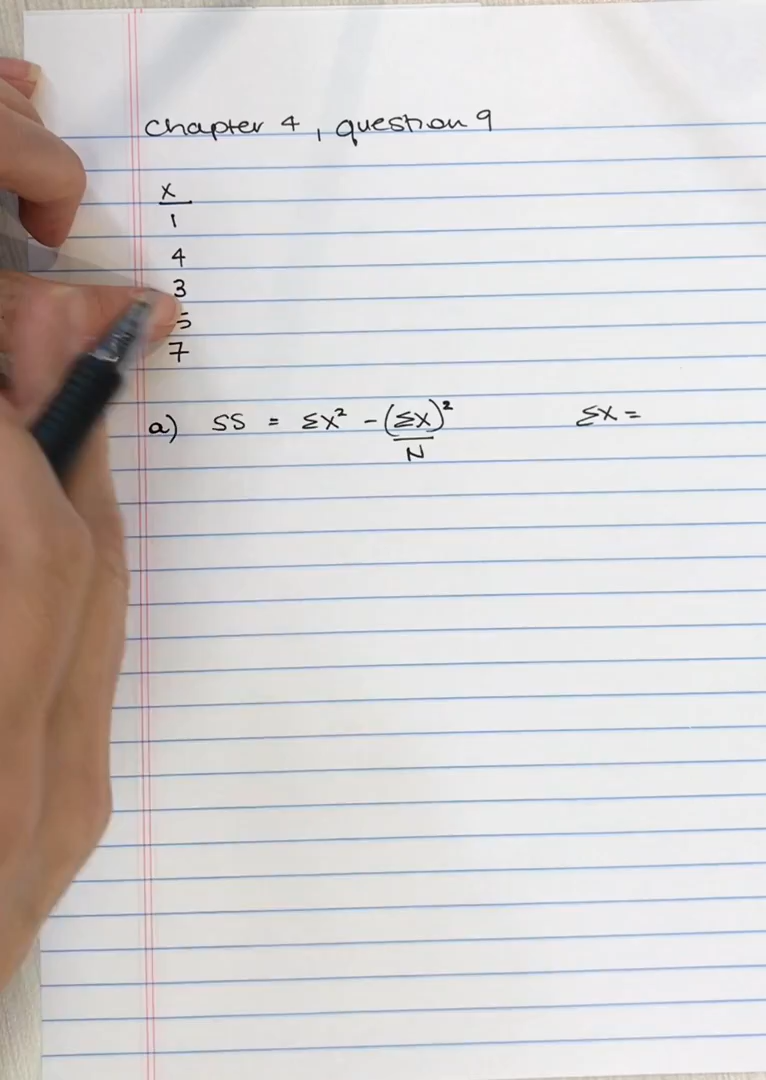 Chapter 4, question 9
x
1
4
3
5
7
a) SS = Σx² - (Σx)² Σx =
N